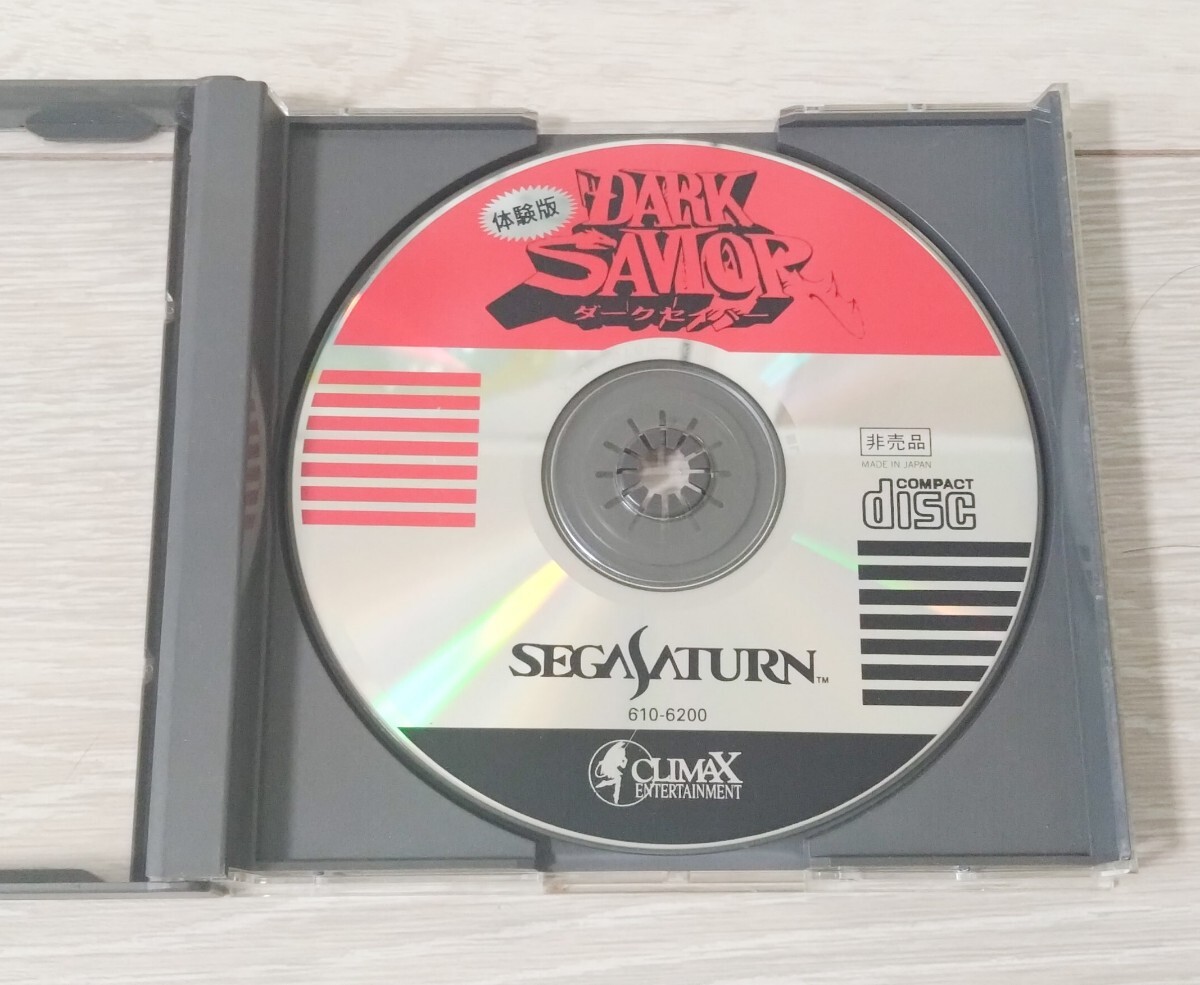 体験版
DARK
SAVIOR
ダークセイバー
非売品
MADE IN JAPAN
COMPACT
disc
SEGA SATURN™
610-6200
CLIMAX
ENTERTAINMENT